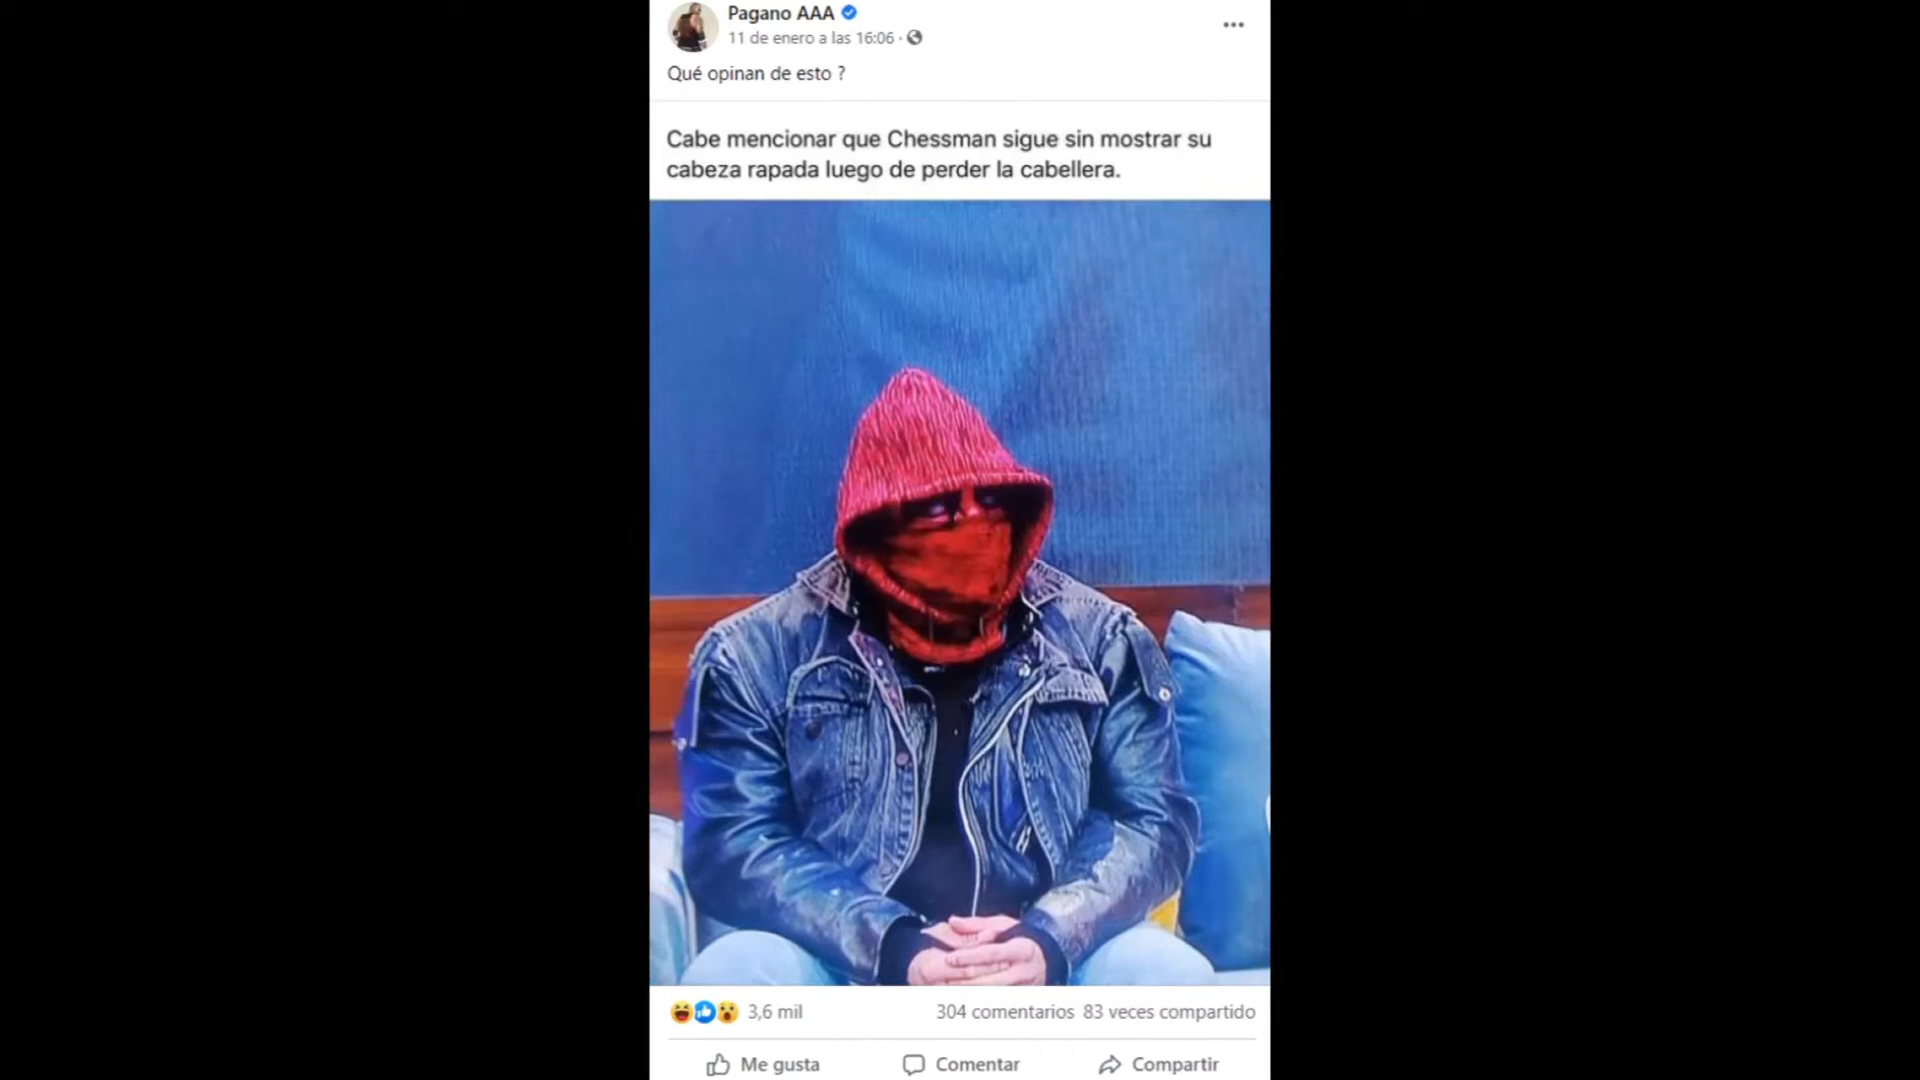 Pagano AAA
11 de enero a las 16:06 ·
Qué opinan de esto ?
Cabe mencionar que Chessman sigue sin mostrar su
cabeza rapada luego de perder la cabellera.
3,6 mil 304 comentarios 83 veces compartido
Me gusta Comentar Compartir